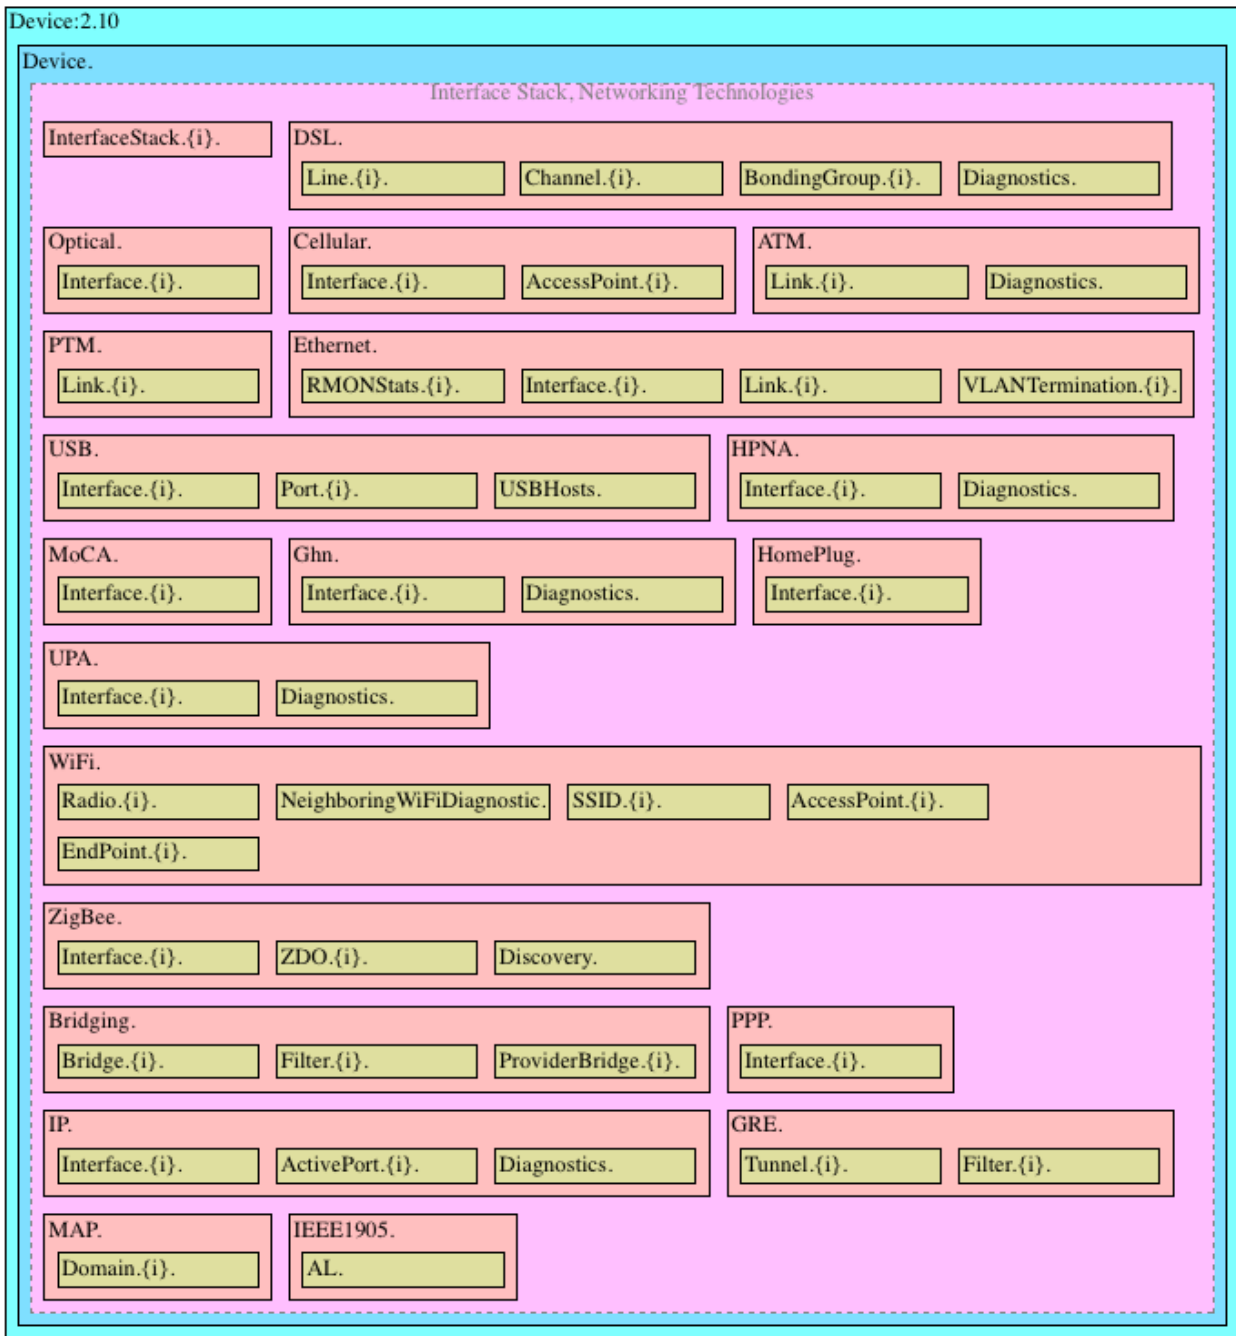 Device:2.10
Device.
Interface Stack, Networking Technologies
InterfaceStack.{i}.
DSL.
Line.{i}.
Channel.{i}.
BondingGroup.{i}.
Diagnostics.
Optical.
Interface.{i}.
Cellular.
Interface.{i}.
AccessPoint.{i}.
ATM.
Link.{i}.
Diagnostics.
PTM.
Link.{i}.
Ethernet.
RMONStats.{i}.
Interface.{i}.
Link.{i}.
VLANTermination.{i}.
USB.
Interface.{i}.
Port.{i}.
USBHosts.
HPNA.
Interface.{i}.
Diagnostics.
MoCA.
Interface.{i}.
Ghn.
Interface.{i}.
Diagnostics.
HomePlug.
Interface.{i}.
UPA.
Interface.{i}.
Diagnostics.
WiFi.
Radio.{i}.
NeighboringWiFiDiagnostic.
SSID.{i}.
AccessPoint.{i}.
EndPoint.{i}.
ZigBee.
Interface.{i}.
ZDO.{i}.
Discovery.
Bridging.
Bridge.{i}.
Filter.{i}.
ProviderBridge.{i}.
PPP.
Interface.{i}.
IP.
Interface.{i}.
ActivePort.{i}.
Diagnostics.
GRE.
Tunnel.{i}.
Filter.{i}.
MAP.
Domain.{i}.
IEEE1905.
AL.